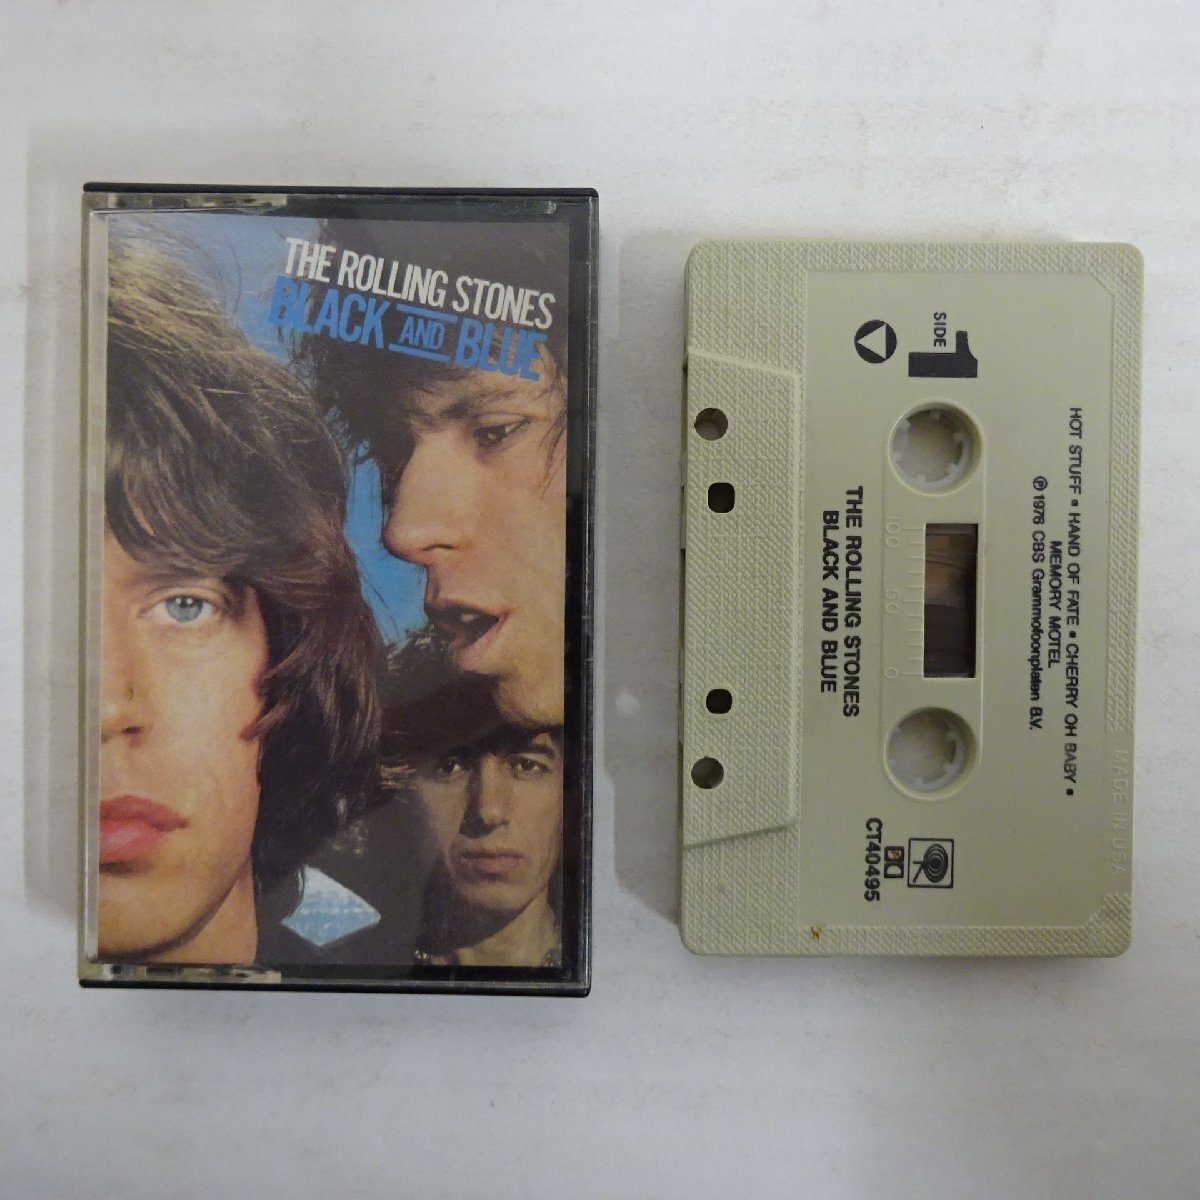 THE ROLLING STONES
BLACK AND BLUE
SIDE 1
HOT STUFF ▪ HAND OF FATE ▪ CHERRY OH BABY ▪
MEMORY MOTEL
℗ 1976 CBS Grammofoonplaten B.V.
THE ROLLING STONES
BLACK AND BLUE
100 50 0
CT40495
MADE IN USA